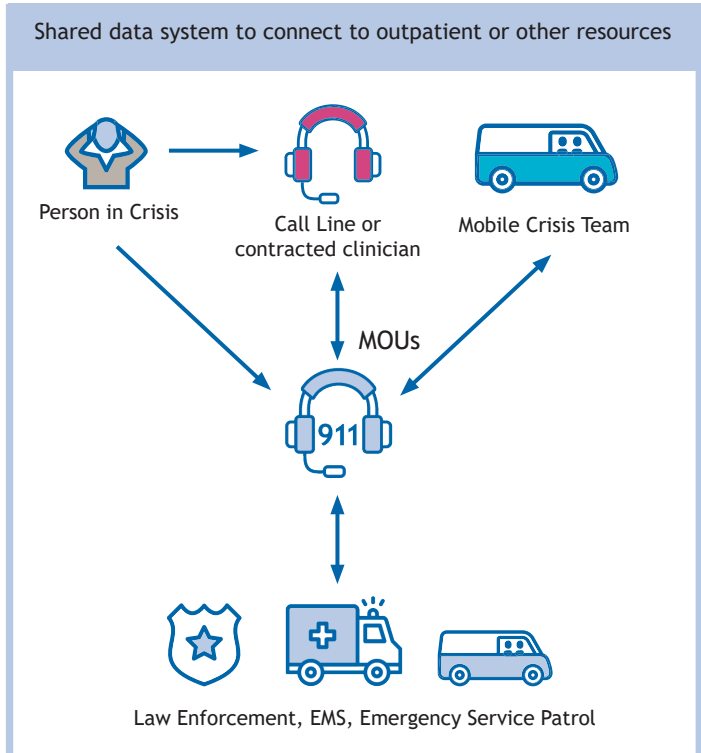 Shared data system to connect to outpatient or other resources
Person in Crisis
Call Line or
contracted clinician
Mobile Crisis Team
MOUs
911
Law Enforcement, EMS, Emergency Service Patrol